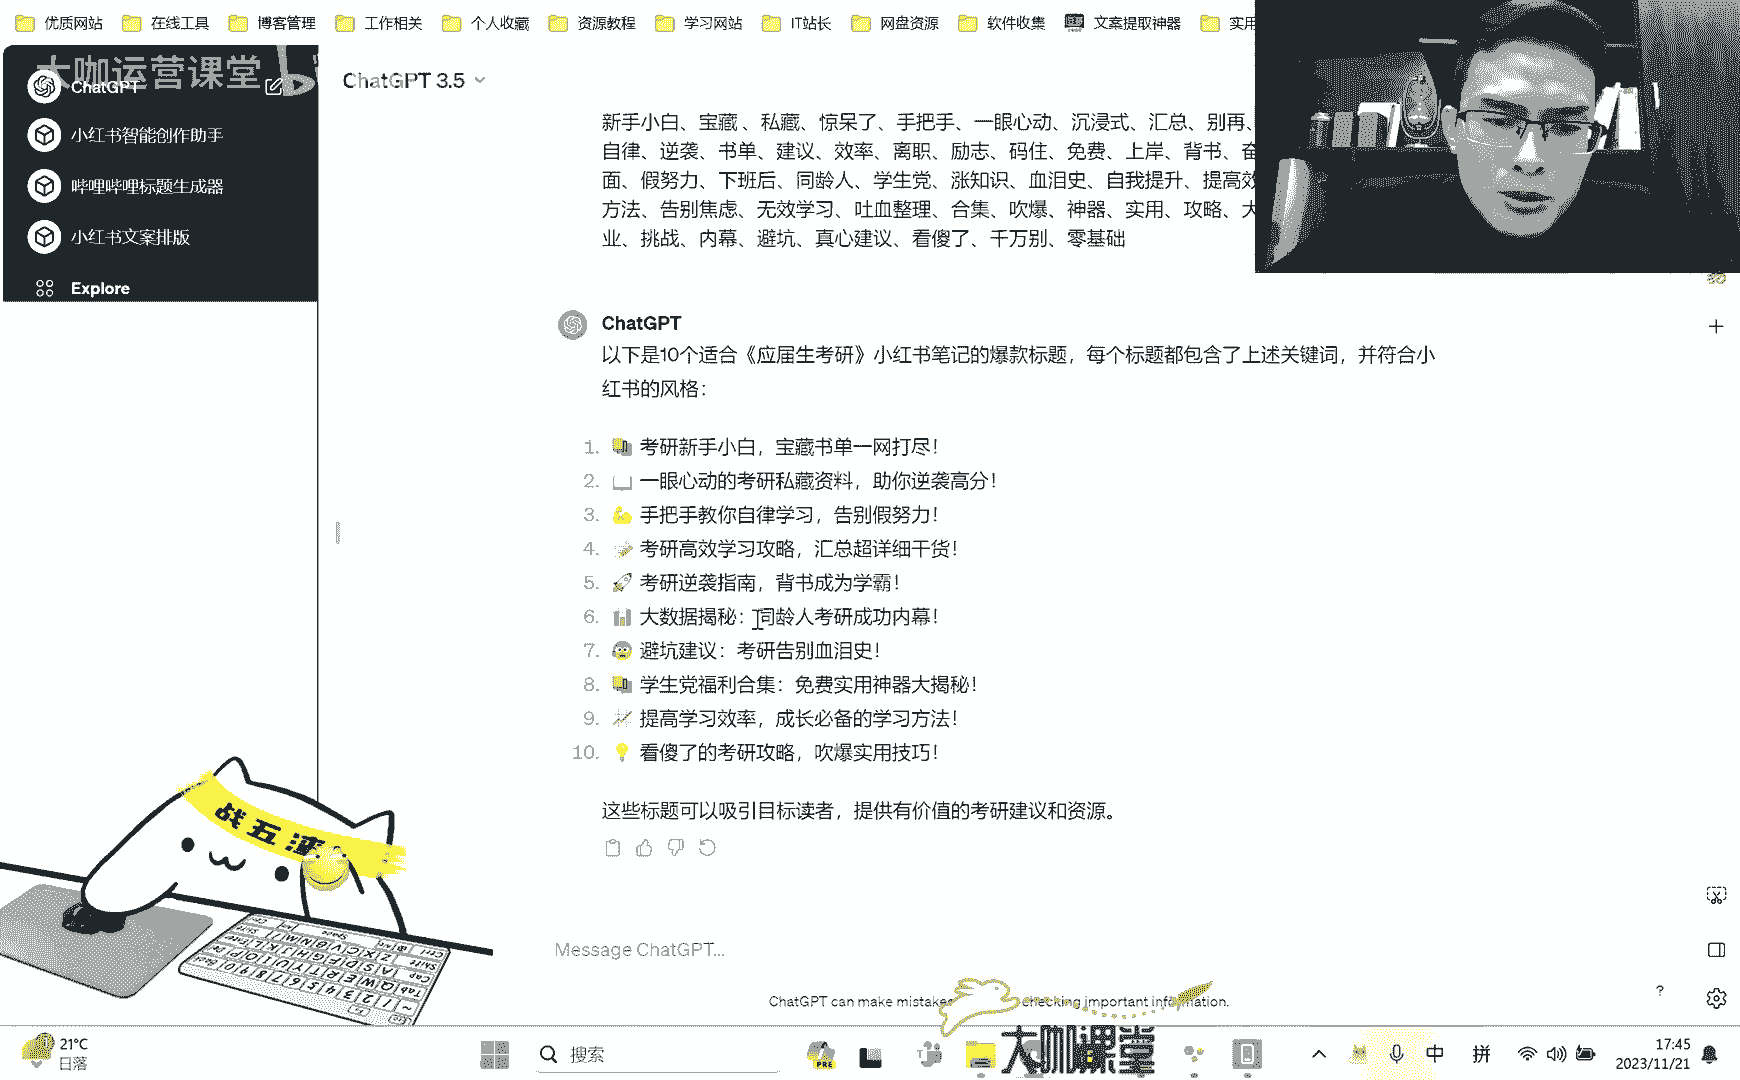 优质网站 在线工具 博客管理 工作相关 个人收藏 资源教程 学习网站 IT站长 网盘资源 软件收集 文案提取神器 实用
大咖运营课堂
ChatGPT
小红书智能创作助手
哔哩哔哩标题生成器
小红书文案排版
Explore
ChatGPT 3.5
新手小白、宝藏、私藏、惊呆了、手把手、一眼心动、沉浸式、汇总、别再、
自律、逆袭、书单、建议、效率、离职、励志、码住、免费、上岸、背书、奋
面、假努力、下班后、同龄人、学生党、涨知识、血泪史、自我提升、提高效
方法、告别焦虑、无效学习、吐血整理、合集、吹爆、神器、实用、攻略、大
业、挑战、内幕、避坑、真心建议、看傻了、千万别、零基础
ChatGPT
以下是10个适合《应届生考研》小红书笔记的爆款标题，每个标题都包含了上述关键词，并符合小
红书的风格：
1. 📚 考研新手小白，宝藏书单一网打尽！
2. 📖 一眼心动的考研私藏资料，助你逆袭高分！
3. 💪 手把手教你自律学习，告别假努力！
4. 📝 考研高效学习攻略，汇总超详细干货！
5. 🚀 考研逆袭指南，背书成为学霸！
6. 📊 大数据揭秘：同龄人考研成功内幕！
7. 😱 避坑建议：考研告别血泪史！
8. 📚 学生党福利合集：免费实用神器大揭秘！
9. 📈 提高学习效率，成长必备的学习方法！
10. 💡 看傻了的考研攻略，吹爆实用技巧！
这些标题可以吸引目标读者，提供有价值的考研建议和资源。
战五渣
Message ChatGPT...
ChatGPT can make mistakes checking important information.
?
大咖课堂
21°C
日落
搜索
PRE
中
拼
17:45
2023/11/21